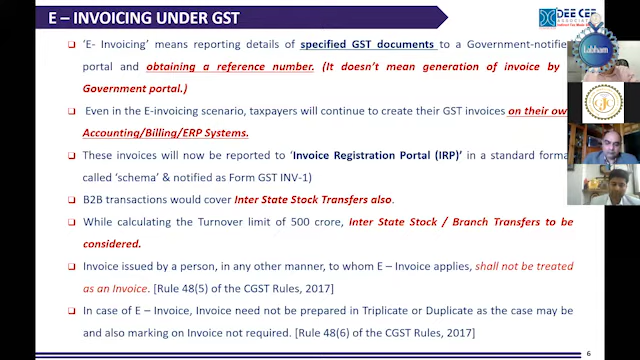 E – INVOICING UNDER GST
DEE CEE
❑ 'E- Invoicing' means reporting details of specified GST documents to a Government-notified
portal and obtaining a reference number. (It doesn't mean generation of invoice by
Government portal.)
❑ Even in the E-invoicing scenario, taxpayers will continue to create their GST invoices on their own
Accounting/Billing/ERP Systems.
❑ These invoices will now be reported to 'Invoice Registration Portal (IRP)' in a standard format
called 'schema' & notified as Form GST INV-1)
❑ B2B transactions would cover Inter State Stock Transfers also.
❑ While calculating the Turnover limit of 500 crore, Inter State Stock / Branch Transfers to be
considered.
❑ Invoice issued by a person, in any other manner, to whom E – Invoice applies, shall not be treated
as an Invoice. [Rule 48(5) of the CGST Rules, 2017]
❑ In case of E – Invoice, Invoice need not be prepared in Triplicate or Duplicate as the case may be
and also marking on Invoice not required. [Rule 48(6) of the CGST Rules, 2017]
6
Labham
GJC